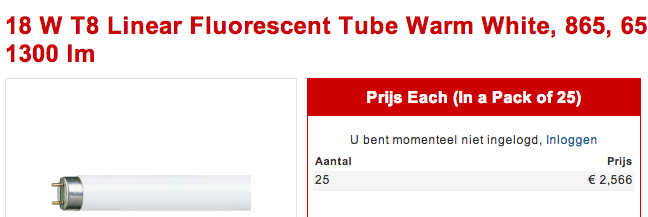 18 W T8 Linear Fluorescent Tube Warm White, 865, 65
1300 lm
Prijs Each (In a Pack of 25)
U bent momenteel niet ingelogd, Inloggen
Aantal Prijs
25 € 2,566